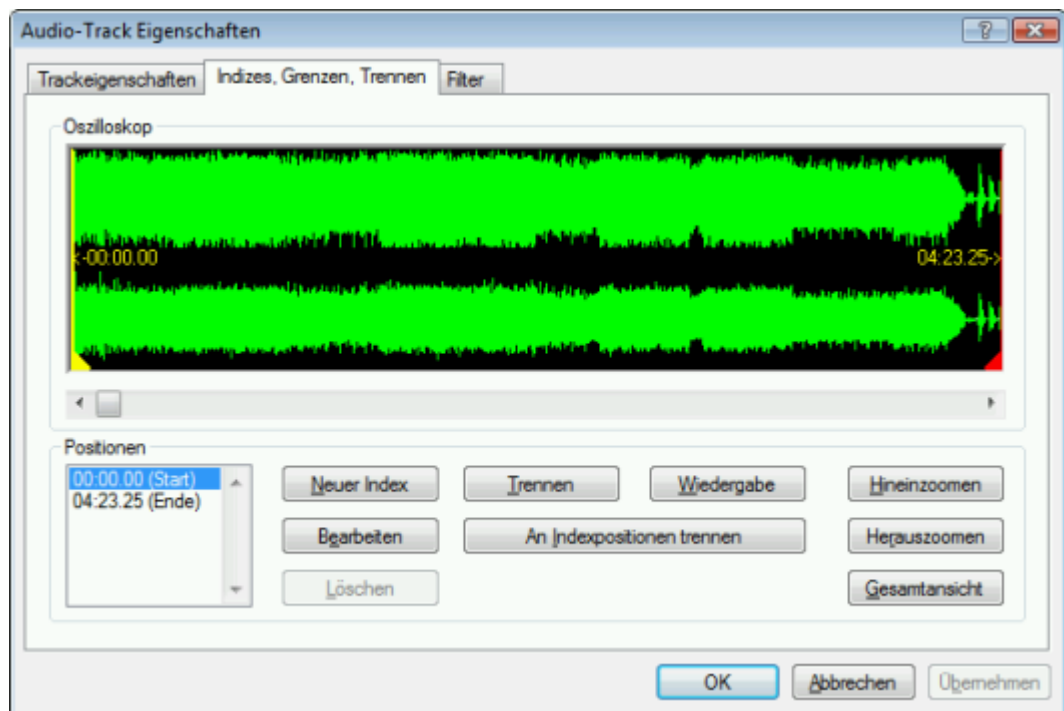 Audio-Track Eigenschaften
Trackeigenschaften
Indizes, Grenzen, Trennen
Filter
Oszilloskop
<-00:00.00
04:23.25->
Positionen
00:00.00 (Start)
04:23.25 (Ende)
Neuer Index
Trennen
Wiedergabe
Hineinzoomen
Bearbeiten
An Indexpositionen trennen
Herauszoomen
Löschen
Gesamtansicht
OK
Abbrechen
Übernehmen